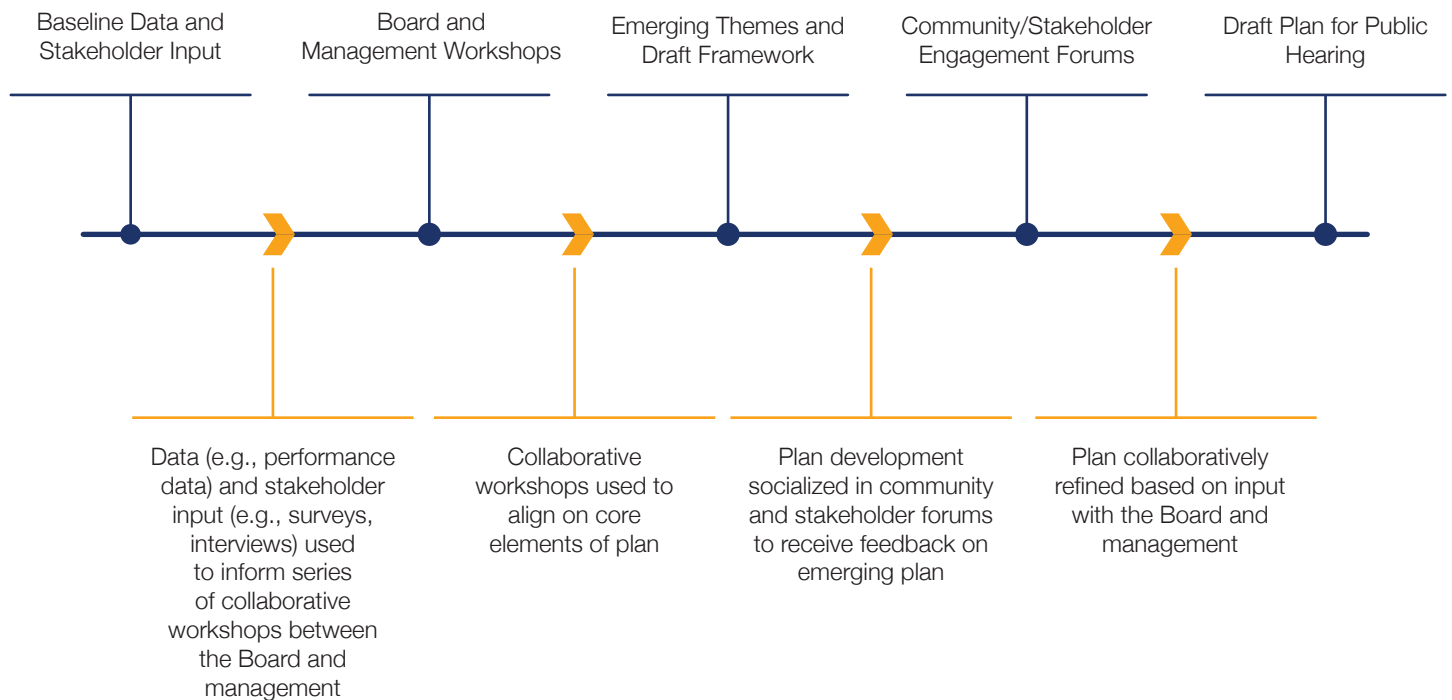 Baseline Data and
Stakeholder Input
Board and
Management Workshops
Emerging Themes and
Draft Framework
Community/Stakeholder
Engagement Forums
Draft Plan for Public
Hearing
Data (e.g., performance
data) and stakeholder
input (e.g., surveys,
interviews) used
to inform series
of collaborative
workshops between
the Board and
management
Collaborative
workshops used to
align on core
elements of plan
Plan development
socialized in community
and stakeholder forums
to receive feedback on
emerging plan
Plan collaboratively
refined based on input
with the Board and
management